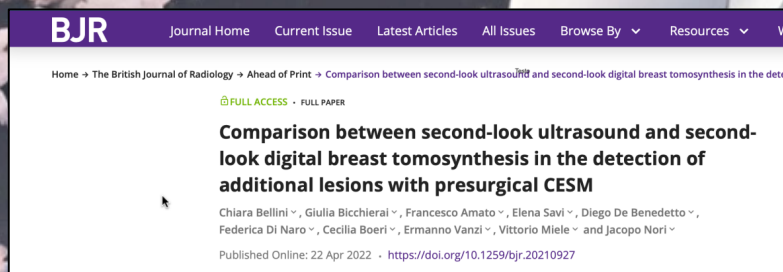 BJR Journal Home Current Issue Latest Articles All Issues Browse By Resources
Home → The British Journal of Radiology → Ahead of Print → Comparison between second-look ultrasound and second-look digital breast tomosynthesis in the
FULL ACCESS • FULL PAPER
Comparison between second-look ultrasound and second-
look digital breast tomosynthesis in the detection of
additional lesions with presurgical CESM
Chiara Bellini, Giulia Bicchierai, Francesco Amato, Elena Savi, Diego De Benedetto,
Federica Di Naro, Cecilia Boeri, Ermanno Vanzi, Vittorio Miele and Jacopo Nori
Published Online: 22 Apr 2022 • https://doi.org/10.1259/bjr.20210927